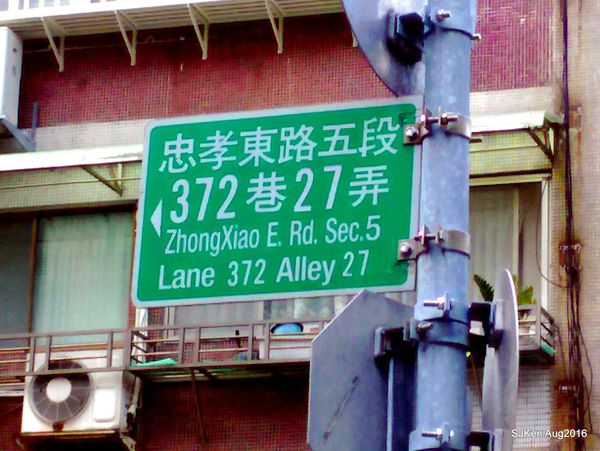 忠孝東路五段
372巷27弄
ZhongXiao E. Rd. Sec.5
Lane 372 Alley 27
SJKen Aug2016